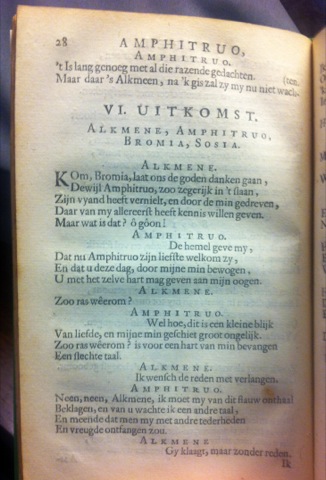 28 AMPHITRUO,
AMPHITRUO.
't Is lang genoeg met al die razende gedachten. (ten.
Maar daar 's Alkmeen, na 'k gis zal zy my nu niet wach-
VI. UITKOMST.
ALKMENE, AMPHITRUO,
BROMIA, SOSIA.
ALKMENE.
KOm, Bromia, laat ons de goden danken gaan,
Dewijl Amphitruo, zoo zegerijk in 't slaan,
Zijn vyand heeft vernielt, en door de min gedreven,
Daar van my allereerst heeft kennis willen geven.
Maar wat is dat? ô goôn!
AMPHITRUO.
De hemel geve my,
Dat nu Amphitruo zijn liefste welkom zy,
En dat u deze dag, door mijne min bewogen,
U met het zelve hart mag geven aan mijn oogen.
ALKMENE.
Zoo ras wêerom?
AMPHITRUO.
Wel hoe, dit is een kleine blijk
Van liefde, en mijne min geschiet groot ongelijk.
Zoo ras wêerom? is voor een hart van min bevangen
Een slechte taal.
ALKMENE.
Ik wensch de reden met verlangen.
AMPHITRUO.
Neen, neen, Alkmene, ik moet my van dit flauw onthaal
Beklagen, en van u wachte ik een andre taal,
En meende dat men my met andre tederheden
En vreugde ontfangen zou.
ALKMENE
Gy klaagt, maar zonder reden.
Ik